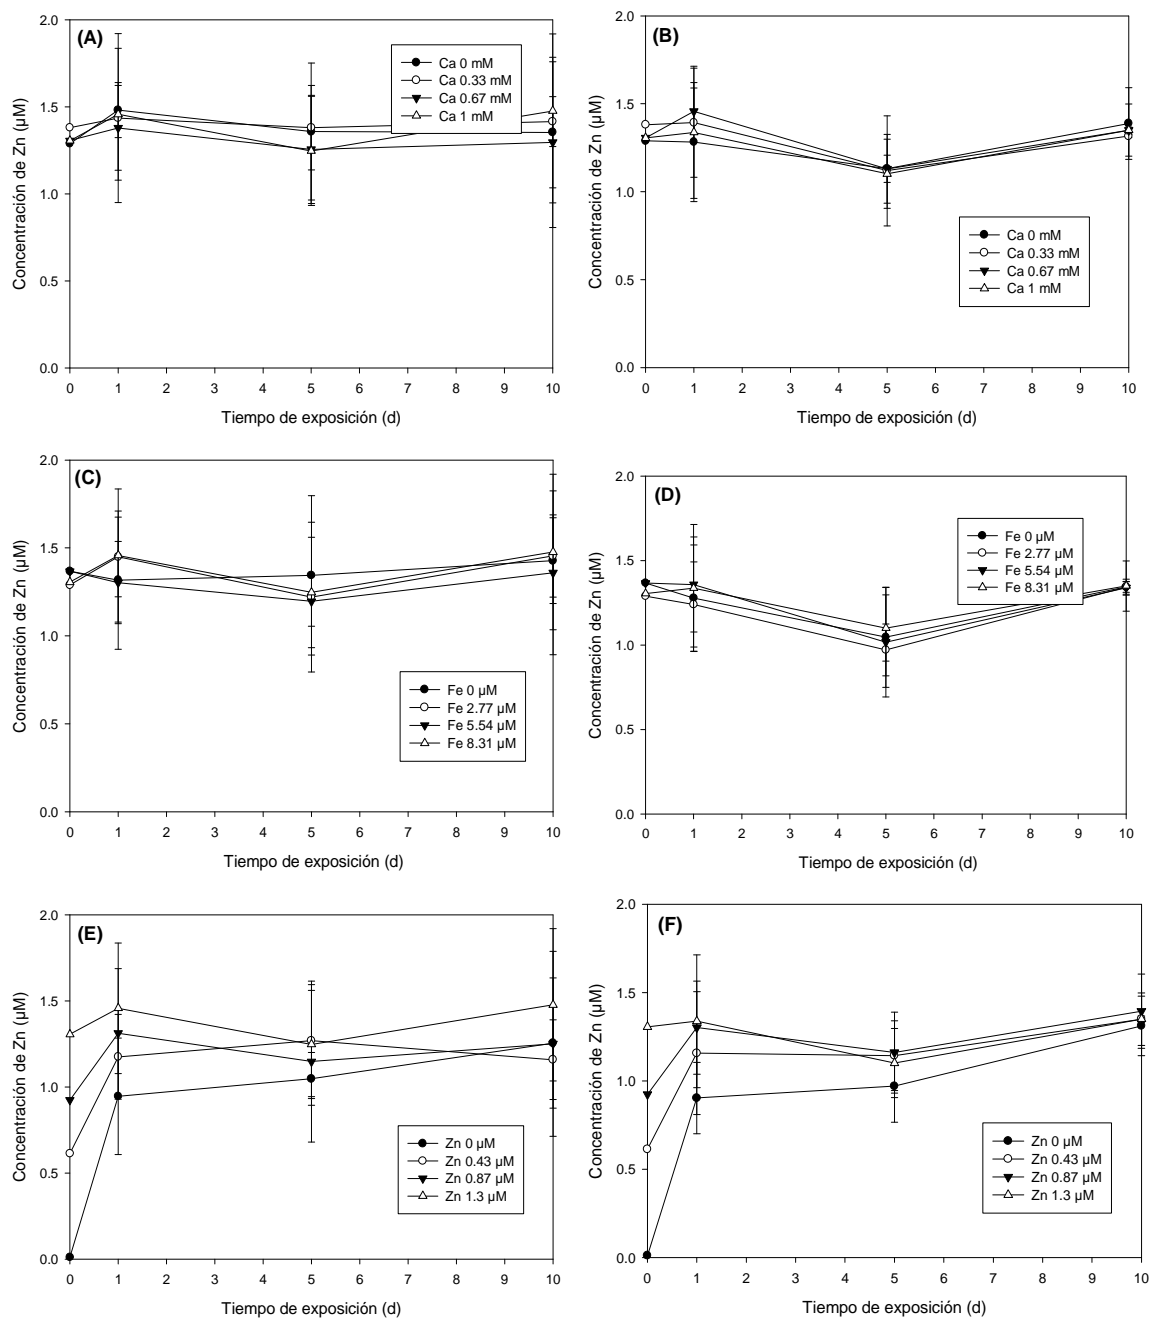 (A)
Concentración de Zn (µM)
2.0
1.5
1.0
0.5
0.0
Ca 0 mM
Ca 0.33 mM
Ca 0.67 mM
Ca 1 mM
0 1 2 3 4 5 6 7 8 9 10
Tiempo de exposición (d)
(B)
Concentración de Zn (µM)
2.0
1.5
1.0
0.5
0.0
Ca 0 mM
Ca 0.33 mM
Ca 0.67 mM
Ca 1 mM
0 1 2 3 4 5 6 7 8 9 10
Tiempo de exposición (d)
(C)
Concentración de Zn (µM)
2.0
1.5
1.0
0.5
0.0
Fe 0 µM
Fe 2.77 µM
Fe 5.54 µM
Fe 8.31 µM
0 1 2 3 4 5 6 7 8 9 10
Tiempo de exposición (d)
(D)
Concentración de Zn (µM)
2.0
1.5
1.0
0.5
0.0
Fe 0 µM
Fe 2.77 µM
Fe 5.54 µM
Fe 8.31 µM
0 1 2 3 4 5 6 7 8 9 10
Tiempo de exposición (d)
(E)
Concentración de Zn (µM)
2.0
1.5
1.0
0.5
0.0
Zn 0 µM
Zn 0.43 µM
Zn 0.87 µM
Zn 1.3 µM
0 1 2 3 4 5 6 7 8 9 10
Tiempo de exposición (d)
(F)
Concentración de Zn (µM)
2.0
1.5
1.0
0.5
0.0
Zn 0 µM
Zn 0.43 µM
Zn 0.87 µM
Zn 1.3 µM
0 1 2 3 4 5 6 7 8 9 10
Tiempo de exposición (d)